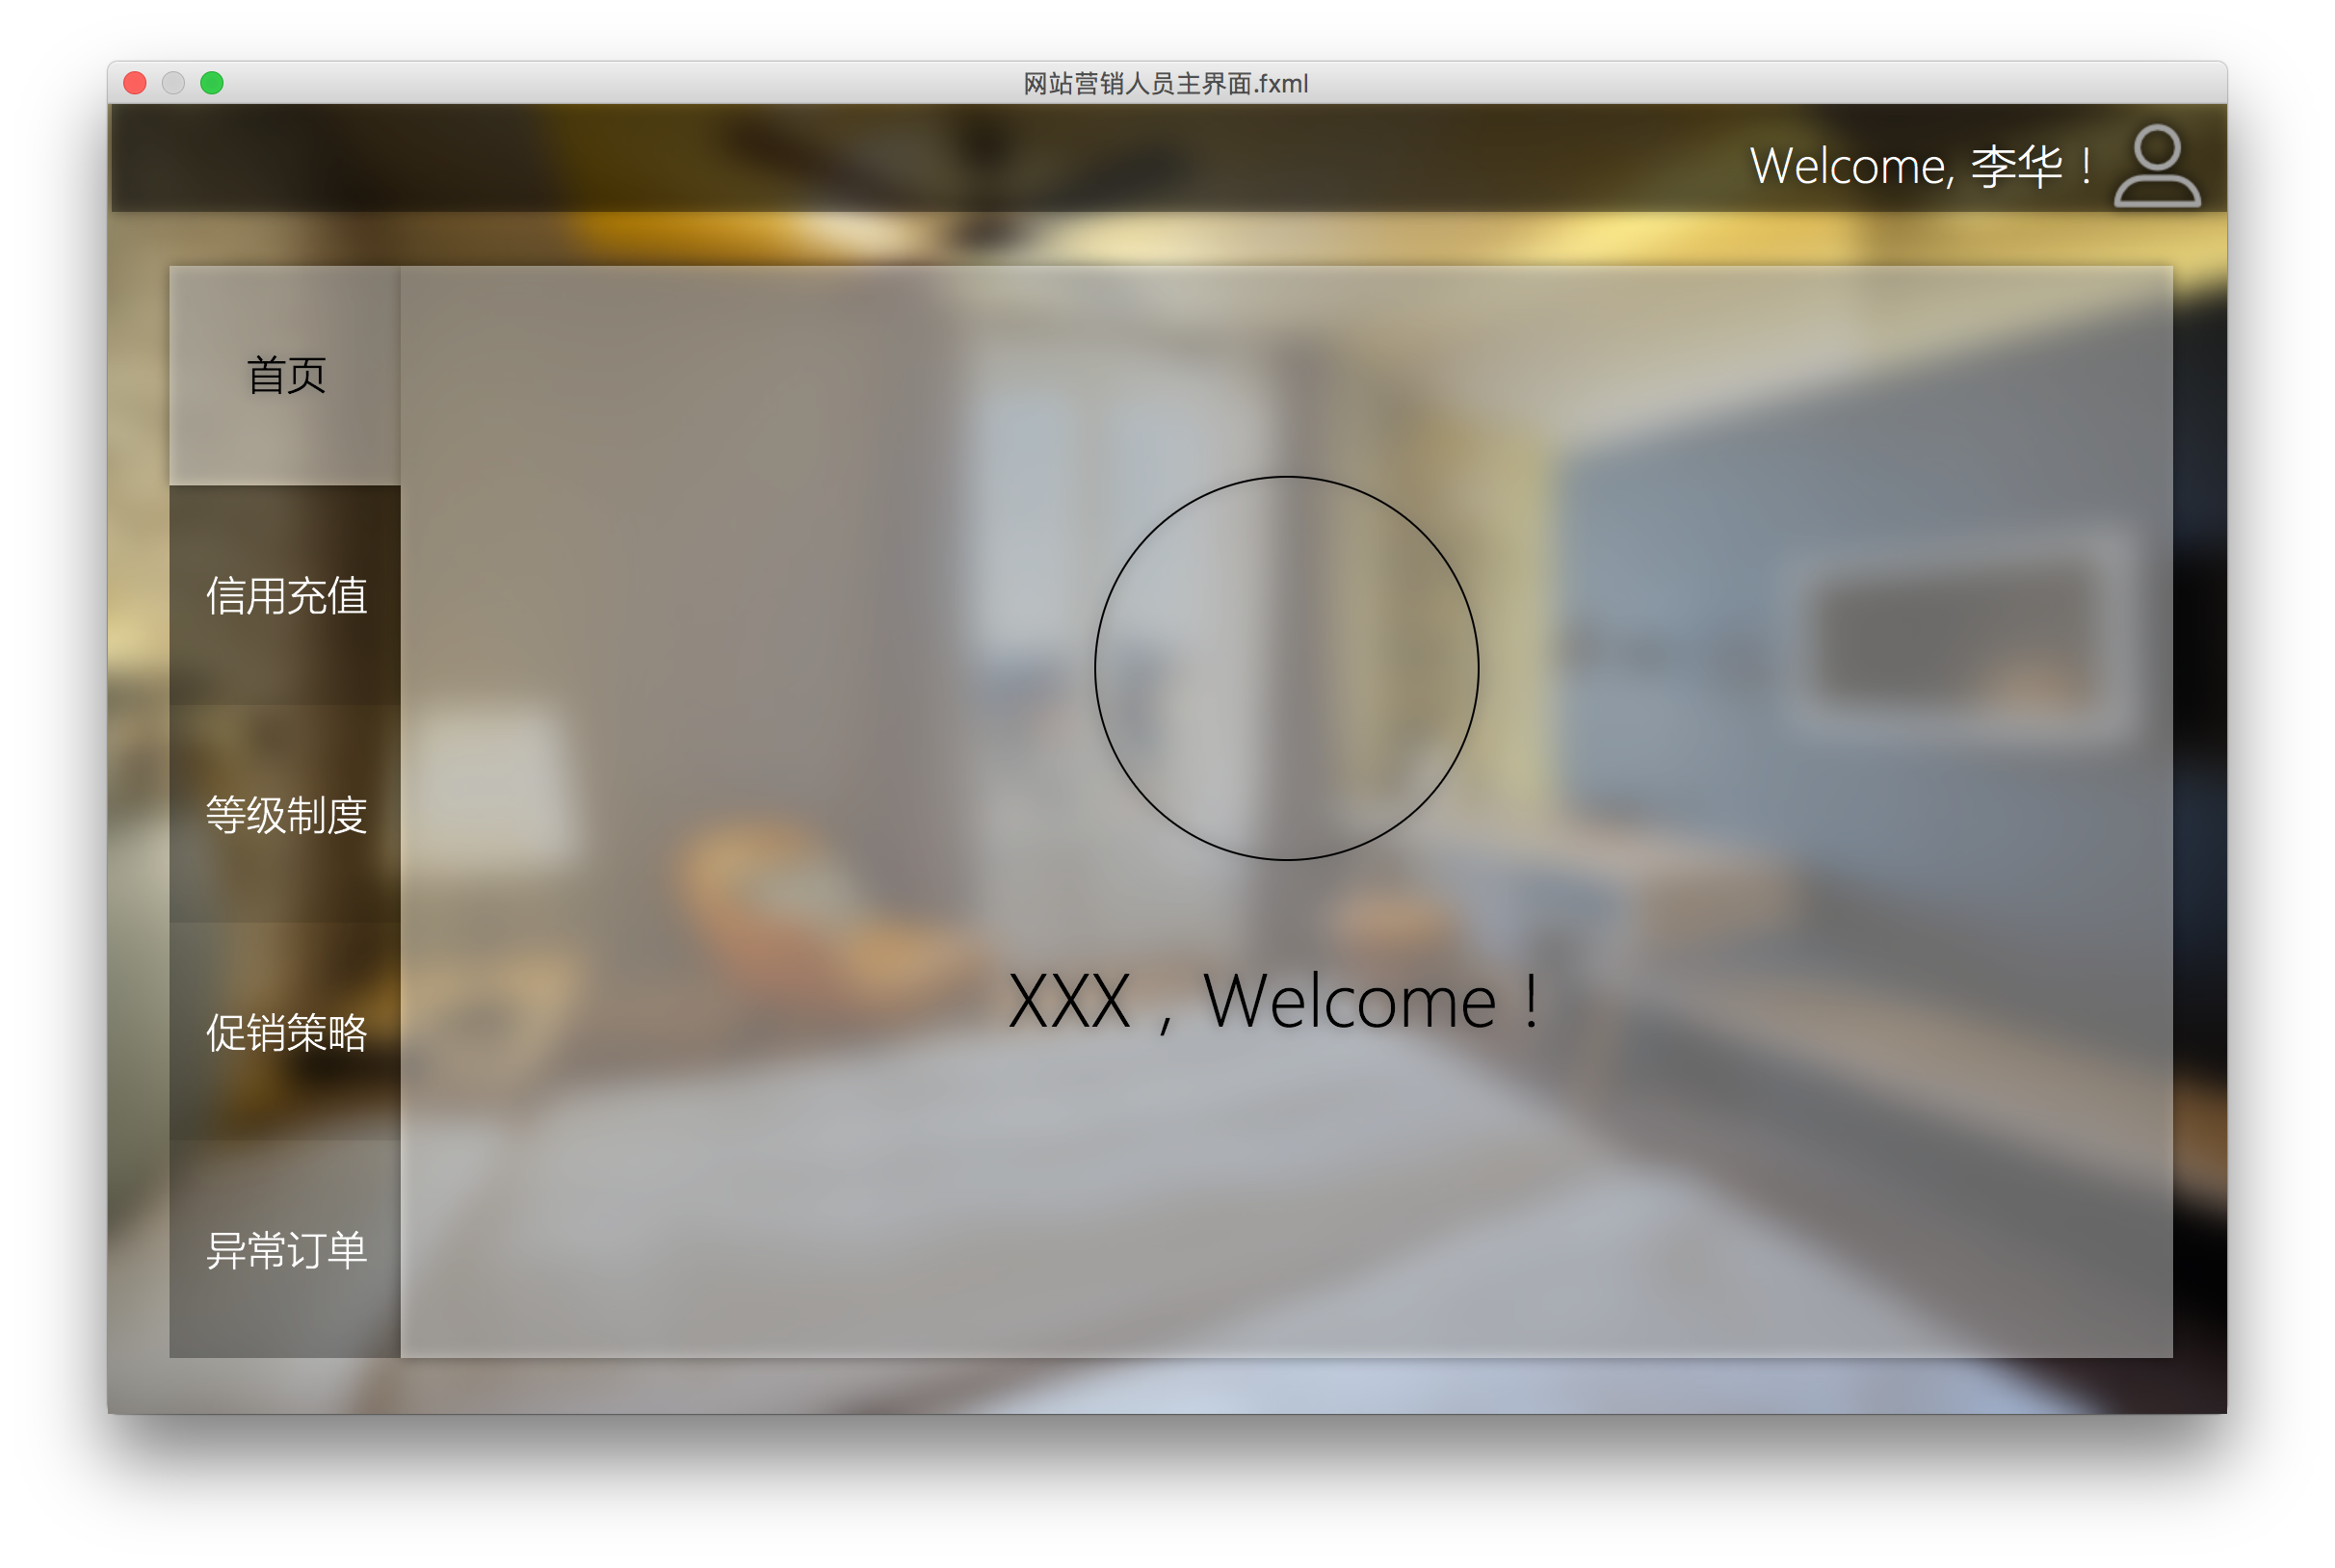 网站营销人员主界面.fxml
Welcome, 李华！
首页
信用充值
等级制度
促销策略
异常订单
XXX，Welcome！